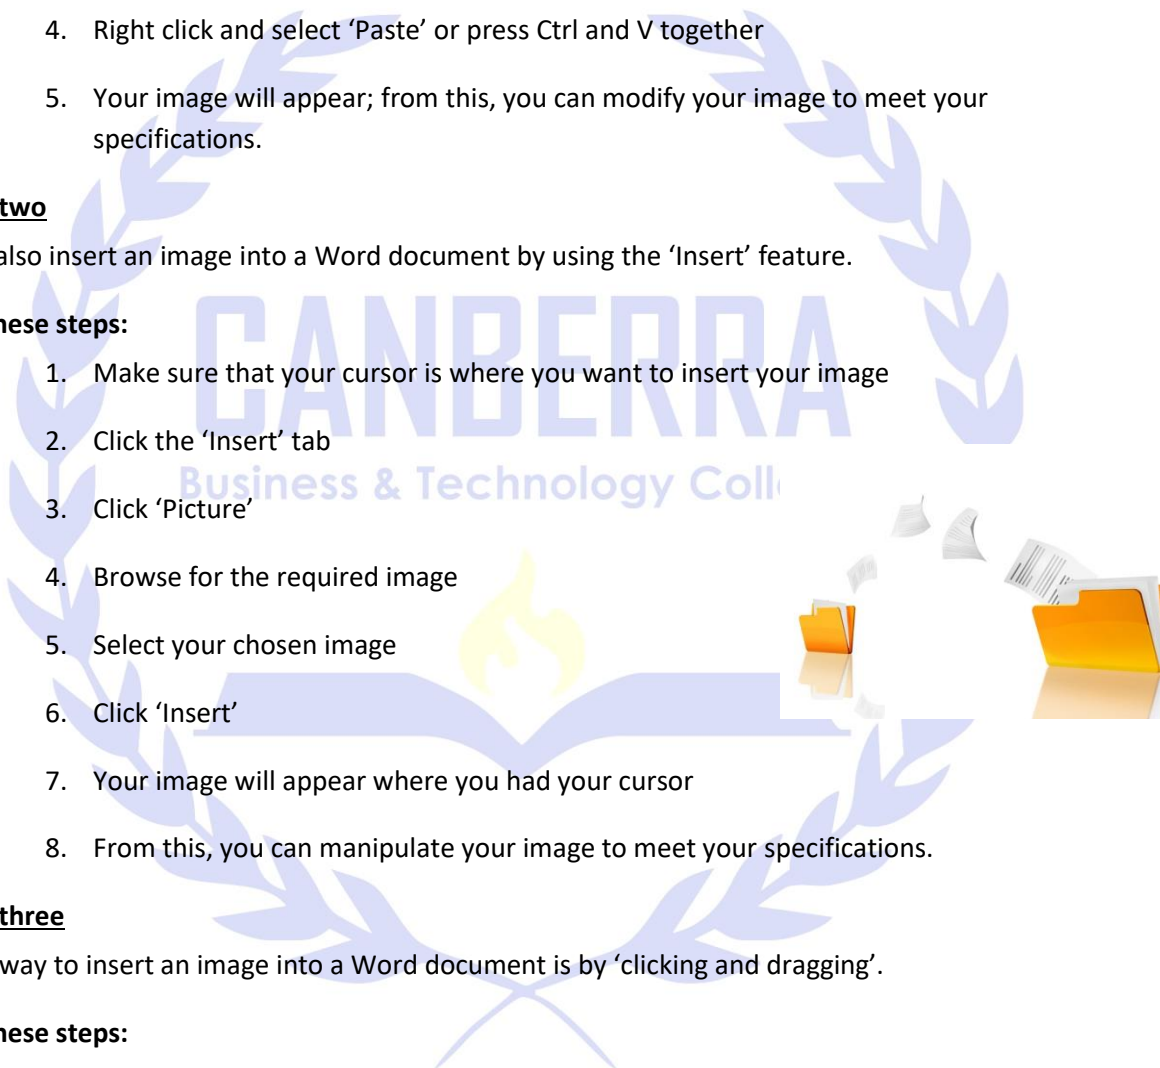 4. Right click and select ‘Paste’ or press Ctrl and V together
5. Your image will appear; from this, you can modify your image to meet your
specifications.
two
also insert an image into a Word document by using the ‘Insert’ feature.
hese steps:
CANBERRA
1. Make sure that your cursor is where you want to insert your image
2. Click the ‘Insert’ tab
Business & Technology Coll
3. Click ‘Picture’
4. Browse for the required image
5. Select your chosen image
6. Click ‘Insert’
7. Your image will appear where you had your cursor
8. From this, you can manipulate your image to meet your specifications.
three
way to insert an image into a Word document is by ‘clicking and dragging’.
hese steps: